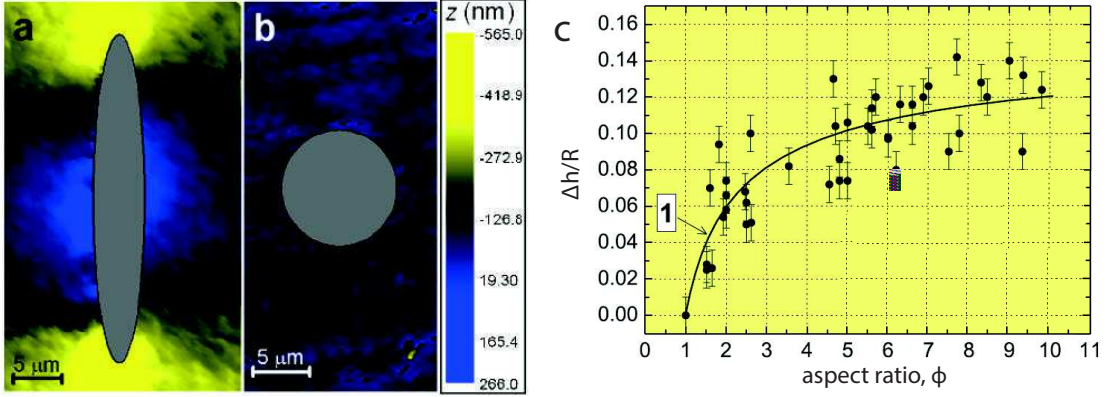 a
5 μm
b
5 μm
z (nm)
-565.0
-418.9
-272.9
-126.8
19.30
165.4
266.0
c
Δh/R
0.16
0.14
0.12
0.10
0.08
0.06
0.04
0.02
0.00
1
0 1 2 3 4 5 6 7 8 9 10 11
aspect ratio, ϕ